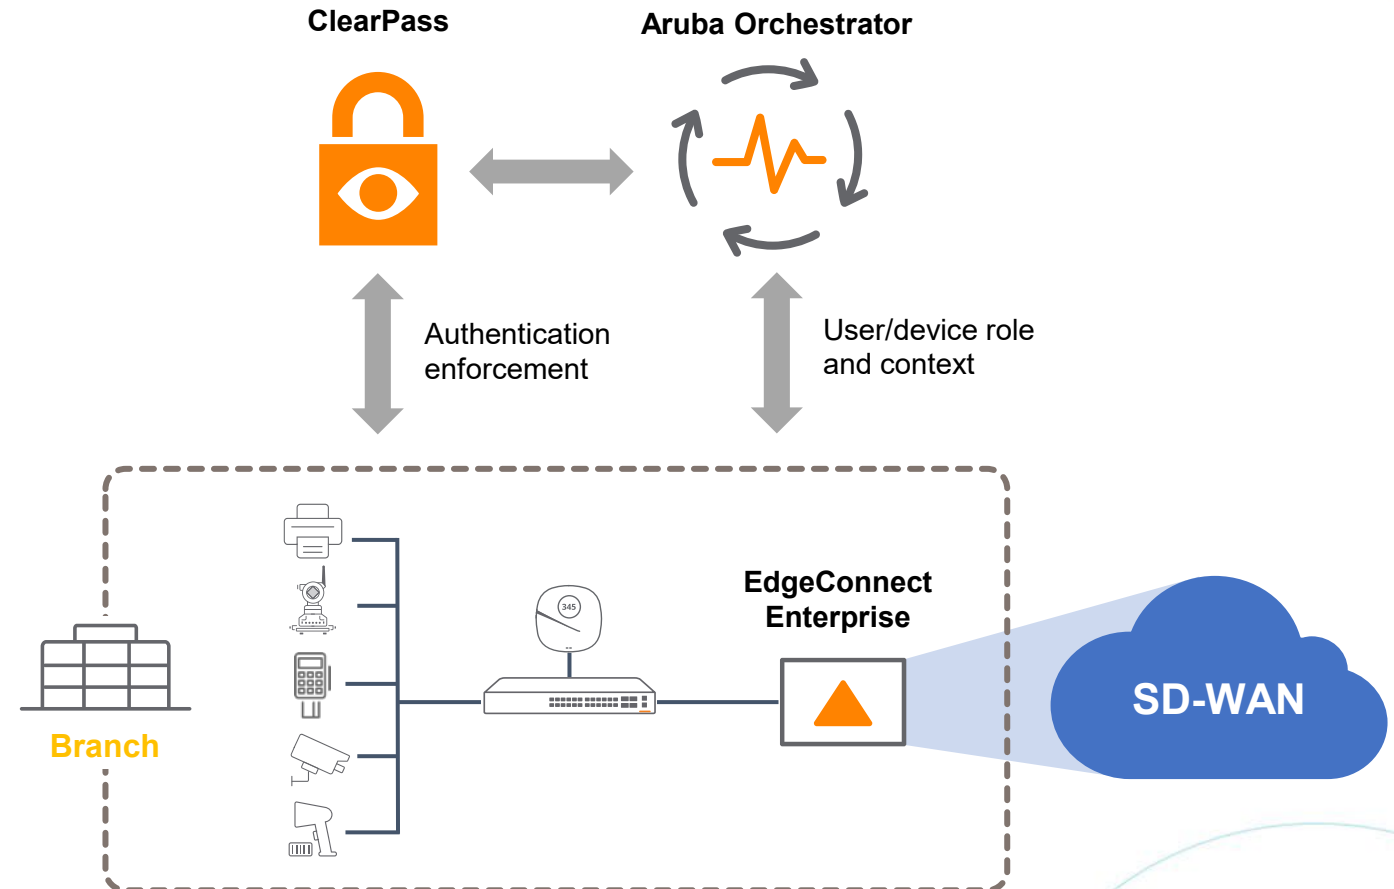 ClearPass
Aruba Orchestrator
Authentication
enforcement
User/device role
and context
345
EdgeConnect
Enterprise
SD-WAN
Branch